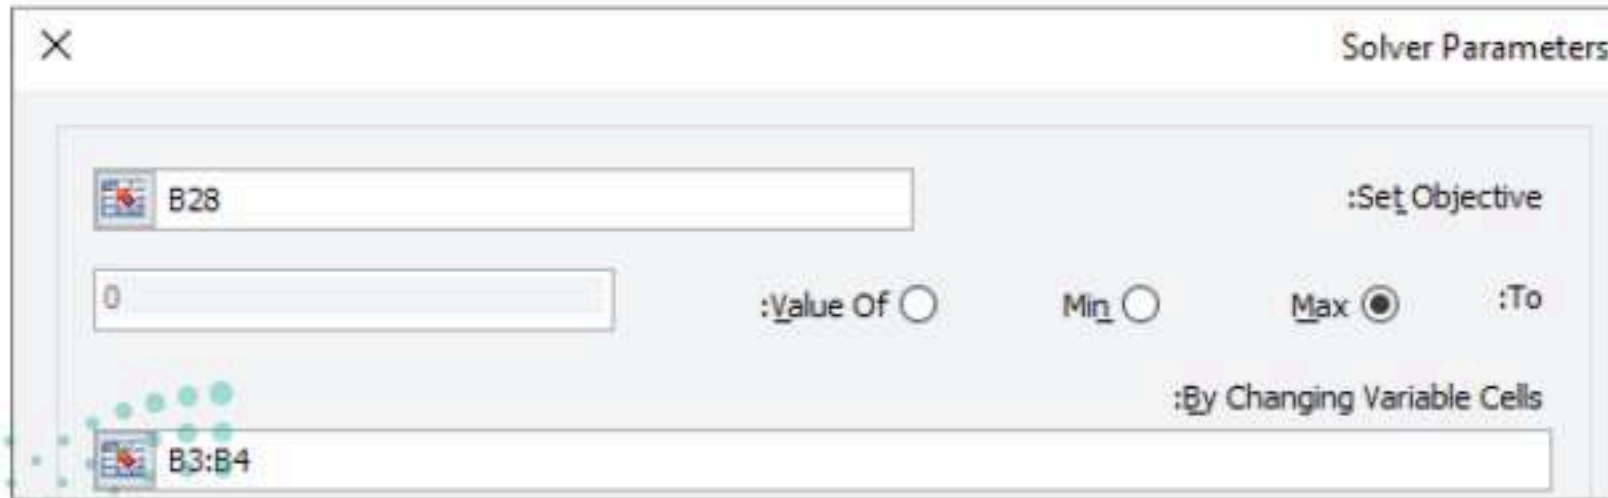 Solver Parameters
:Set Objective
B28
:To
Max
Min
:Value Of
0
:By Changing Variable Cells
B3:B4